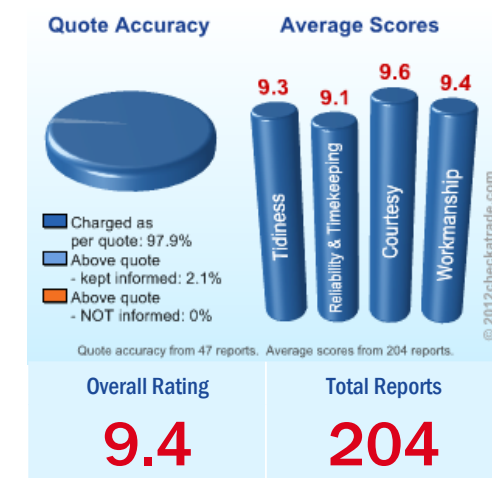 Quote Accuracy
Average Scores
9.3
9.1
9.6
9.4
Tidiness
Reliability & Timekeeping
Courtesy
Workmanship
Charged as
per quote: 97.9%
Above quote
- kept informed: 2.1%
Above quote
- NOT informed: 0%
© 2012checkatrade.com
Quote accuracy from 47 reports. Average scores from 204 reports.
Overall Rating
Total Reports
9.4
204